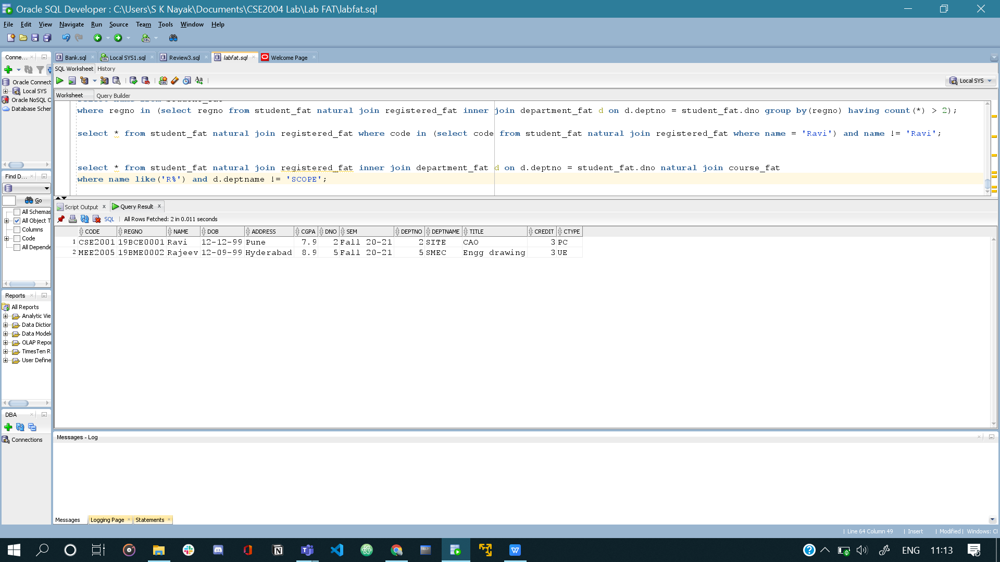 Oracle SQL Developer : C:\Users\S K Nayak\Documents\CSE2004 Lab\Lab FAT\labfat.sql
File Edit View Navigate Run Source Team Tools Window Help
Conne...
Bank.sql Local SYS1.sql Review3.sql labfat.sql Welcome Page
SQL Worksheet History
Local SYS
Worksheet Query Builder
Oracle Connect
Local SYS
Oracle NoSQL C
Database Scher
where regno in (select regno from student_fat natural join registered_fat inner join department_fat d on d.deptno = student_fat.dno group by(regno) having count(*) > 2);
select * from student_fat natural join registered_fat where code in (select code from student_fat natural join registered_fat where name = 'Ravi') and name != 'Ravi';
select * from student_fat natural join registered_fat inner join department_fat d on d.deptno = student_fat.dno natural join course_fat
where name like('R%') and d.deptname != 'SCOPE';
Find D...
Go
All Schemas
All Object T
Columns
Code
All Depende
Script Output Query Result
SQL All Rows Fetched: 2 in 0.011 seconds
CODE REGNO NAME DOB ADDRESS CGPA DNO SEM DEPTNO DEPTNAME TITLE CREDIT CTYPE
1 CSE2001 19BCE0001 Ravi 12-12-99 Pune 7.9 2 Fall 20-21 2 SITE CAO 3 PC
2 MEE2005 19BME0002 Rajeev 12-09-99 Hyderabad 8.9 5 Fall 20-21 5 SMEC Engg drawing 3 UE
Reports
All Reports
Analytic Vie
Data Diction
Data Modele
OLAP Repor
TimesTen R
User Define
DBA
Connections
Messages - Log
Messages Logging Page Statements
Line 64 Column 49 Insert Modified Windows: Cl
ENG 11:13